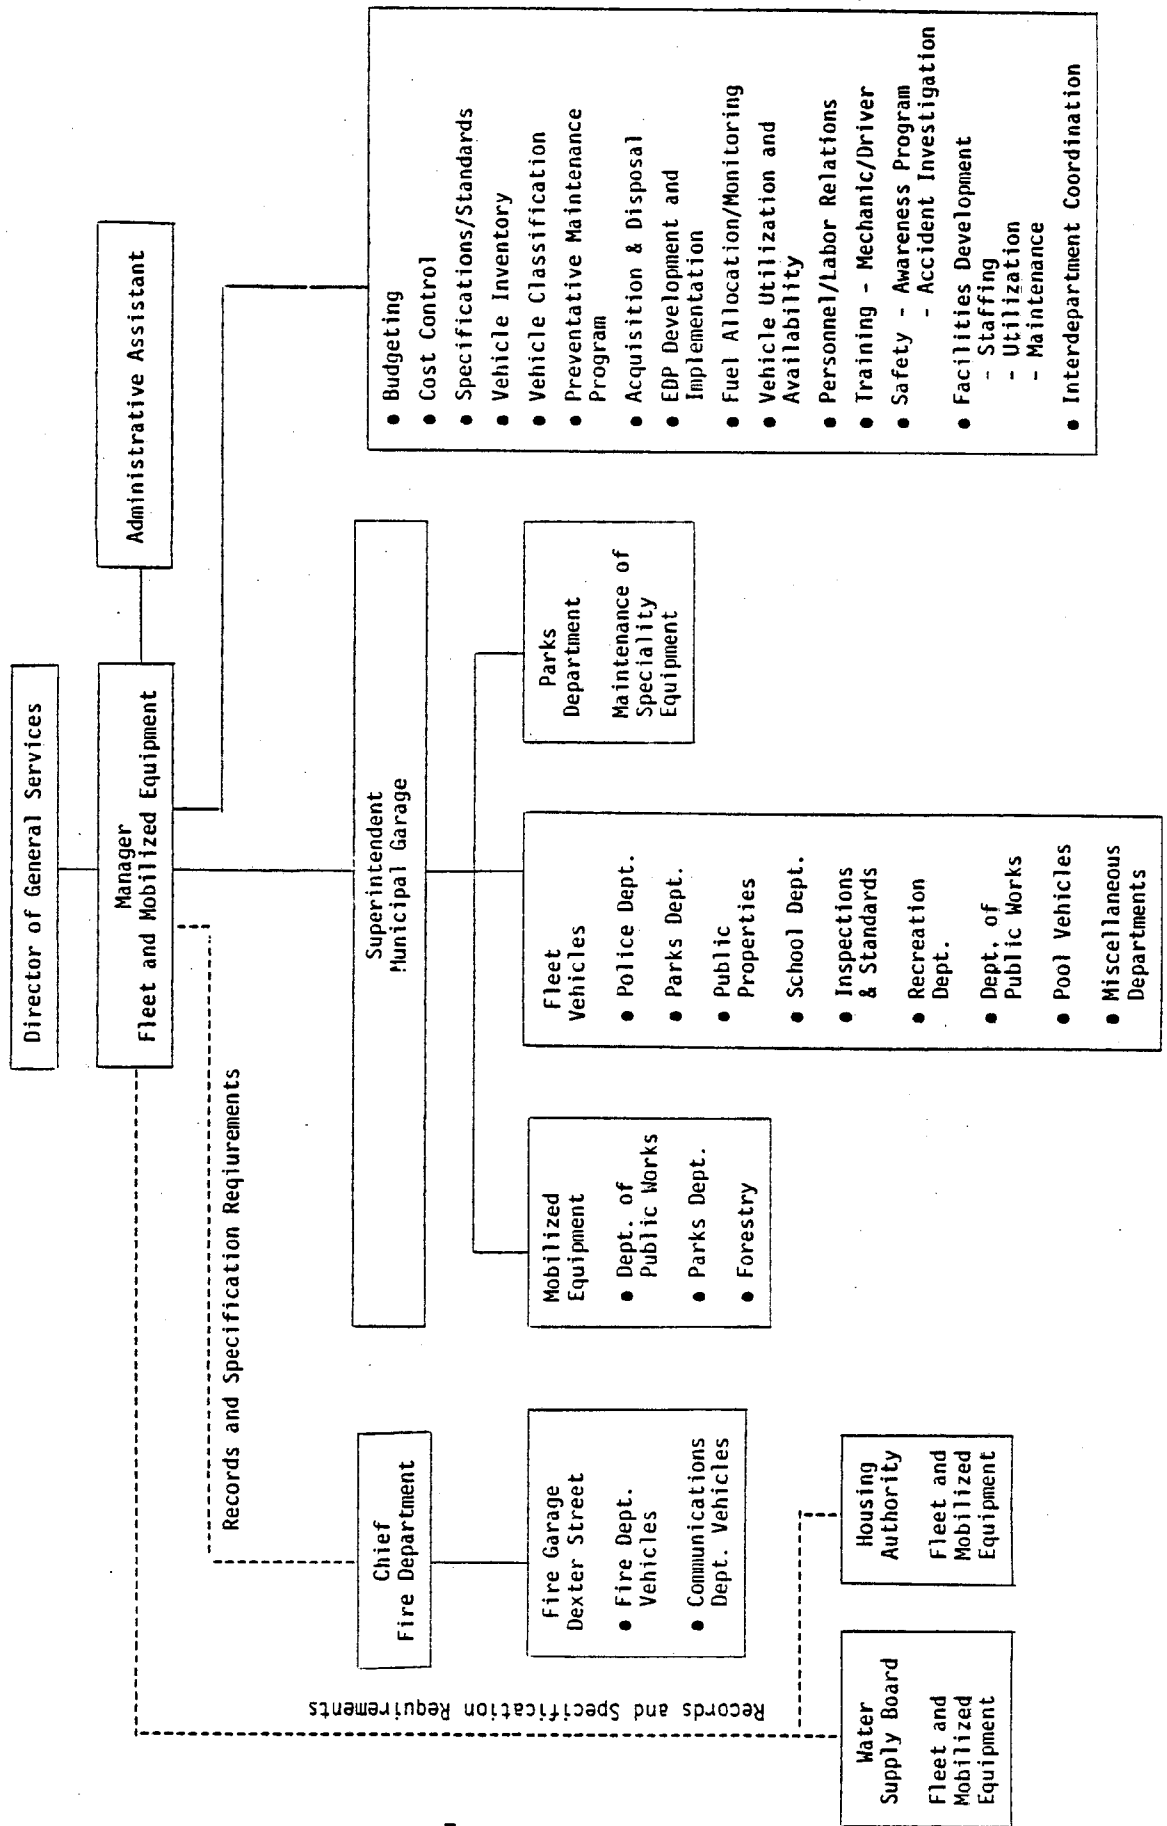 Director of General Services
Manager
Fleet and Mobilized Equipment
Administrative Assistant
Records and Specification Reqiurements
Records and Specification Requirements
Chief
Fire Department
Fire Garage
Dexter Street
● Fire Dept.
Vehicles
● Communications
Dept. Vehicles
Water
Supply Board
Fleet and
Mobilized
Equipment
Housing
Authority
Fleet and
Mobilized
Equipment
Superintendent
Municipal Garage
Mobilized
Equipment
● Dept. of
Public Works
● Parks Dept.
● Forestry
Fleet
Vehicles
● Police Dept.
● Parks Dept.
● Public
Properties
● School Dept.
● Inspections
& Standards
● Recreation
Dept.
● Dept. of
Public Works
● Pool Vehicles
● Miscellaneous
Departments
Parks
Department
Maintenance of
Speciality
Equipment
● Budgeting
● Cost Control
● Specifications/Standards
● Vehicle Inventory
● Vehicle Classification
● Preventative Maintenance
Program
● Acquisition & Disposal
● EDP Development and
Implementation
● Fuel Allocation/Monitoring
● Vehicle Utilization and
Availability
● Personnel/Labor Relations
● Training - Mechanic/Driver
● Safety - Awareness Program
- Accident Investigation
● Facilities Development
- Staffing
- Utilization
- Maintenance
● Interdepartment Coordination